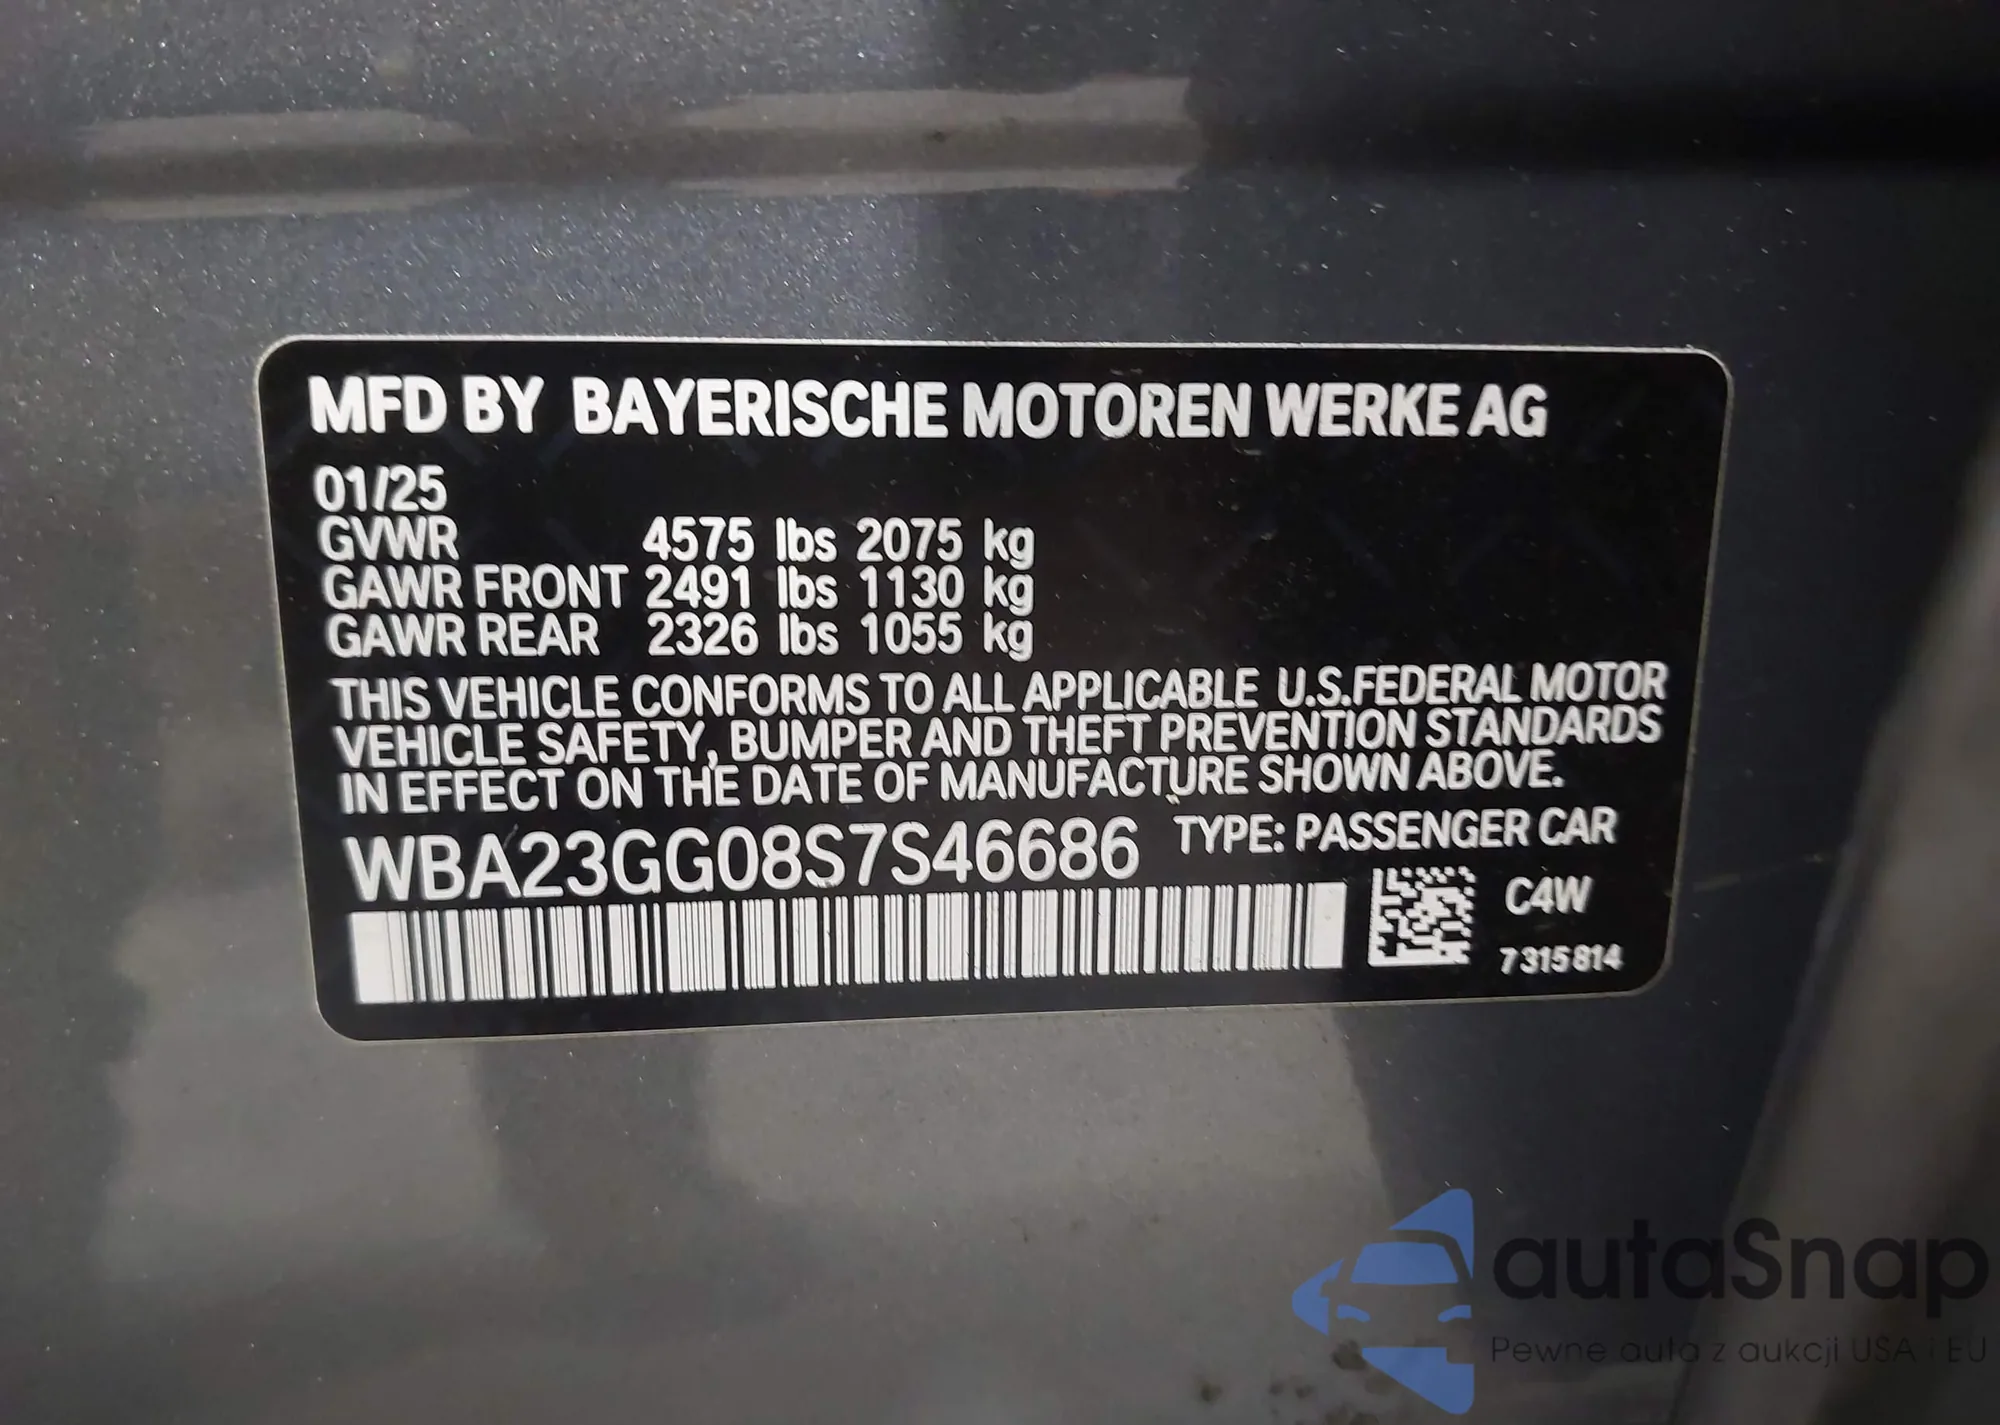 MFD BY BAYERISCHE MOTOREN WERKE AG
01/25
GVWR 4575 lbs 2075 kg
GAWR FRONT 2491 lbs 1130 kg
GAWR REAR 2326 lbs 1055 kg
THIS VEHICLE CONFORMS TO ALL APPLICABLE U.S.FEDERAL MOTOR
VEHICLE SAFETY, BUMPER AND THEFT PREVENTION STANDARDS
IN EFFECT ON THE DATE OF MANUFACTURE SHOWN ABOVE.
WBA23GG08S7S46686 TYPE: PASSENGER CAR
C4W
7315814
autaSnap
Pewne auta z aukcji USA i EU